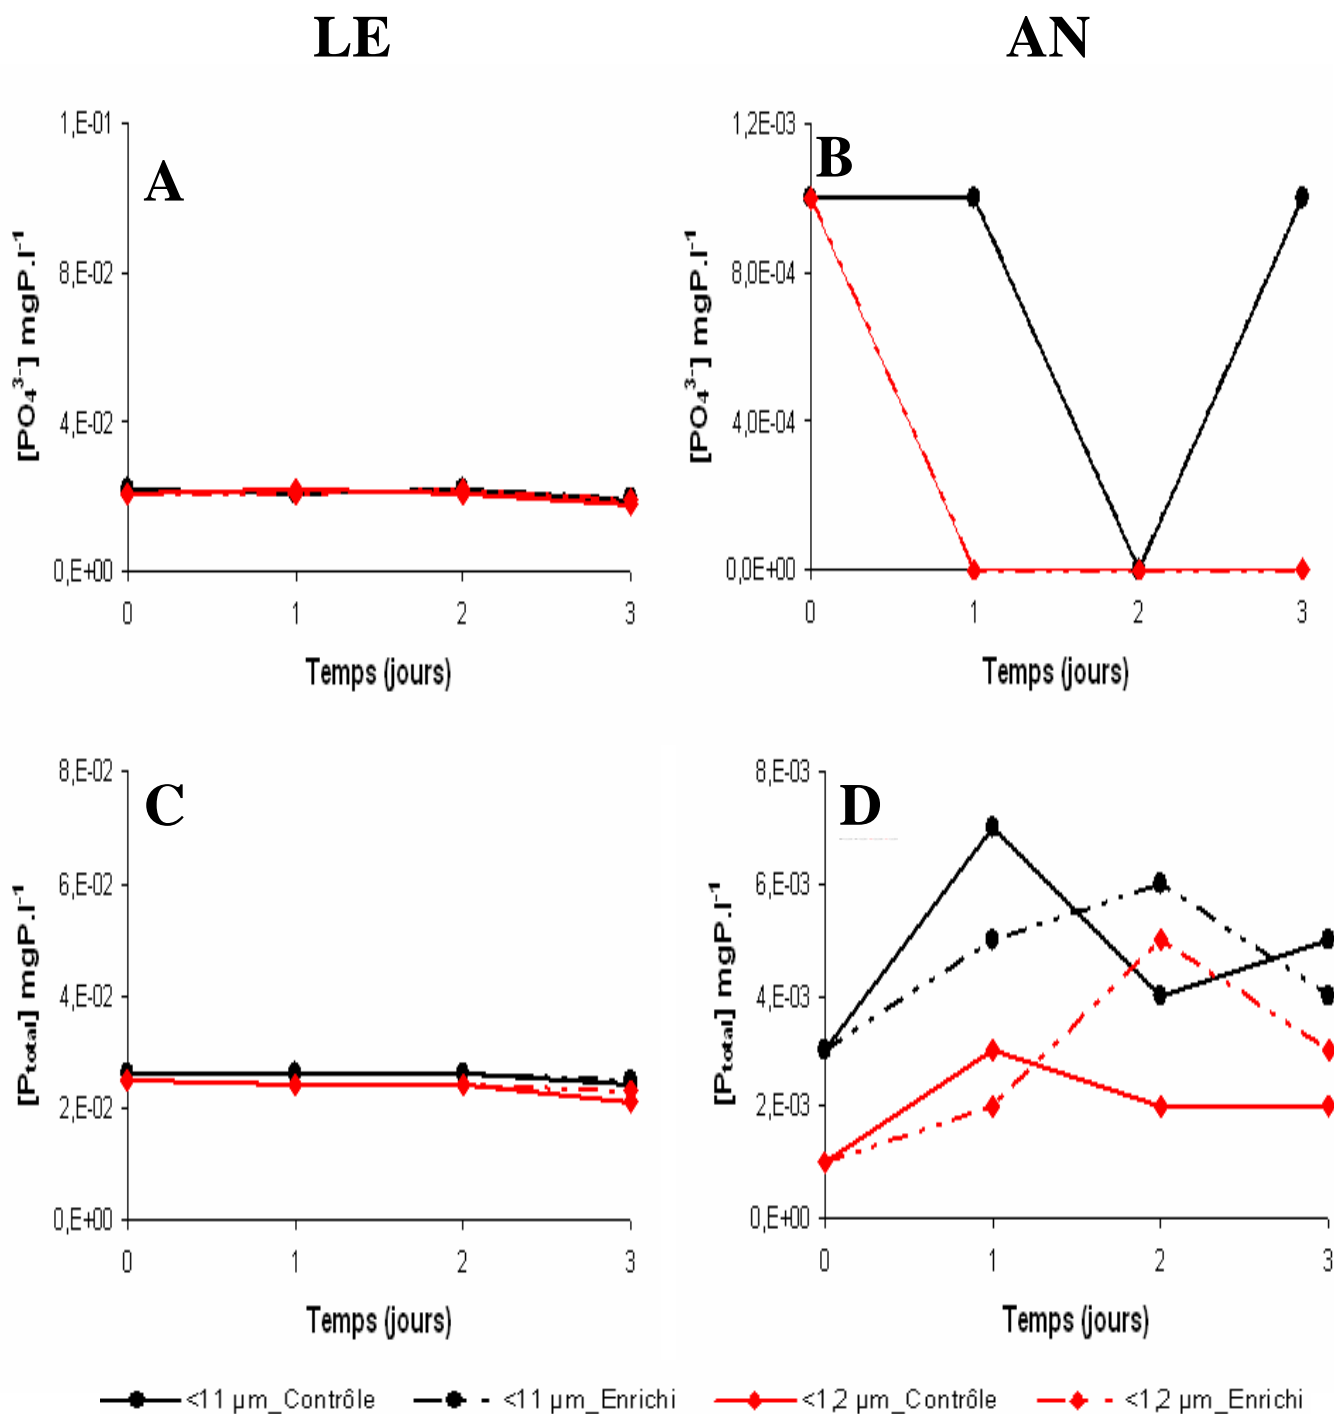 LE
AN
A
[PO₄³⁻] mgP.l⁻¹
1,E-01
8,E-02
4,E-02
0,E+00
0 1 2 3
Temps (jours)
B
[PO₄³⁻] mgP.l⁻¹
1,2E-03
8,0E-04
4,0E-04
0,0E+00
0 1 2 3
Temps (jours)
C
[Ptotal] mgP.l⁻¹
8,E-02
6,E-02
4,E-02
2,E-02
0,E+00
0 1 2 3
Temps (jours)
D
[Ptotal] mgP.l⁻¹
8,E-03
6,E-03
4,E-03
2,E-03
0,E+00
0 1 2 3
Temps (jours)
<11 µm_Contrôle <11 µm_Enrichi <1,2 µm_Contrôle <1,2 µm_Enrichi